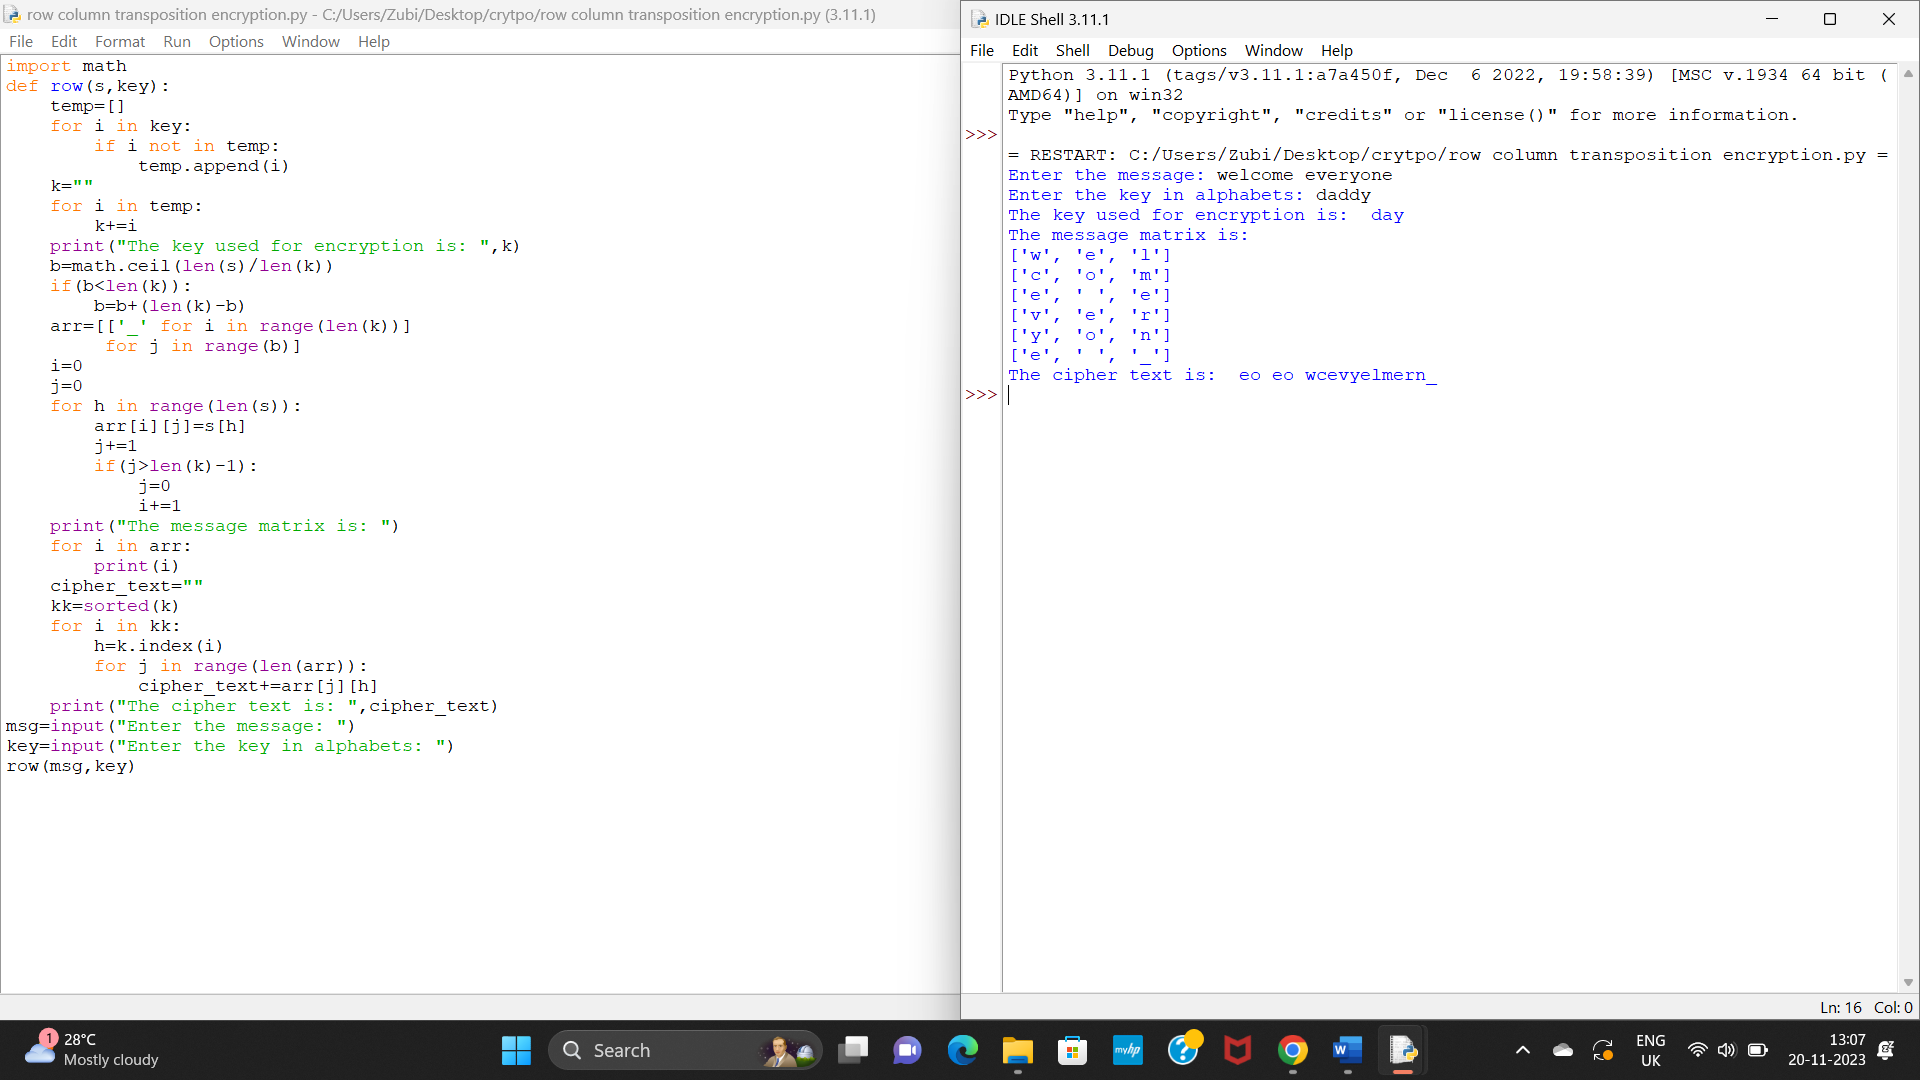 row column transposition encryption.py - C:/Users/Zubi/Desktop/crytpo/row column transposition encryption.py (3.11.1)
File Edit Format Run Options Window Help
import math
def row(s,key):
    temp=[]
    for i in key:
        if i not in temp:
            temp.append(i)
    k=""
    for i in temp:
        k+=i
    print("The key used for encryption is: ",k)
    b=math.ceil(len(s)/len(k))
    if(b<len(k)):
        b=b+(len(k)-b)
    arr=[['_' for i in range(len(k))]
         for j in range(b)]
    i=0
    j=0
    for h in range(len(s)):
        arr[i][j]=s[h]
        j+=1
        if(j>len(k)-1):
            j=0
            i+=1
    print("The message matrix is: ")
    for i in arr:
        print(i)
    cipher_text=""
    kk=sorted(k)
    for i in kk:
        h=k.index(i)
        for j in range(len(arr)):
            cipher_text+=arr[j][h]
    print("The cipher text is: ",cipher_text)
msg=input("Enter the message: ")
key=input("Enter the key in alphabets: ")
row(msg,key)
IDLE Shell 3.11.1
File Edit Shell Debug Options Window Help
Python 3.11.1 (tags/v3.11.1:a7a450f, Dec  6 2022, 19:58:39) [MSC v.1934 64 bit (
AMD64)] on win32
Type "help", "copyright", "credits" or "license()" for more information.
>>>
= RESTART: C:/Users/Zubi/Desktop/crytpo/row column transposition encryption.py =
Enter the message: welcome everyone
Enter the key in alphabets: daddy
The key used for encryption is:  day
The message matrix is:
['w', 'e', 'l']
['c', 'o', 'm']
['e', ' ', 'e']
['v', 'e', 'r']
['y', 'o', 'n']
['e', ' ', '_']
The cipher text is:  eo eo wcevyelmern_
>>>
Ln: 16 Col: 0
1
28°C
Mostly cloudy
Search
myhp
?
W
ENG
UK
13:07
20-11-2023